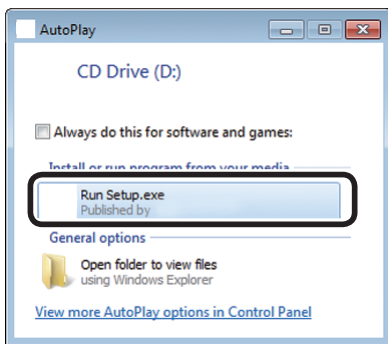 AutoPlay
CD Drive (D:)
Always do this for software and games:
Install or run program from your media
Run Setup.exe
Published by
General options
Open folder to view files
using Windows Explorer
View more AutoPlay options in Control Panel